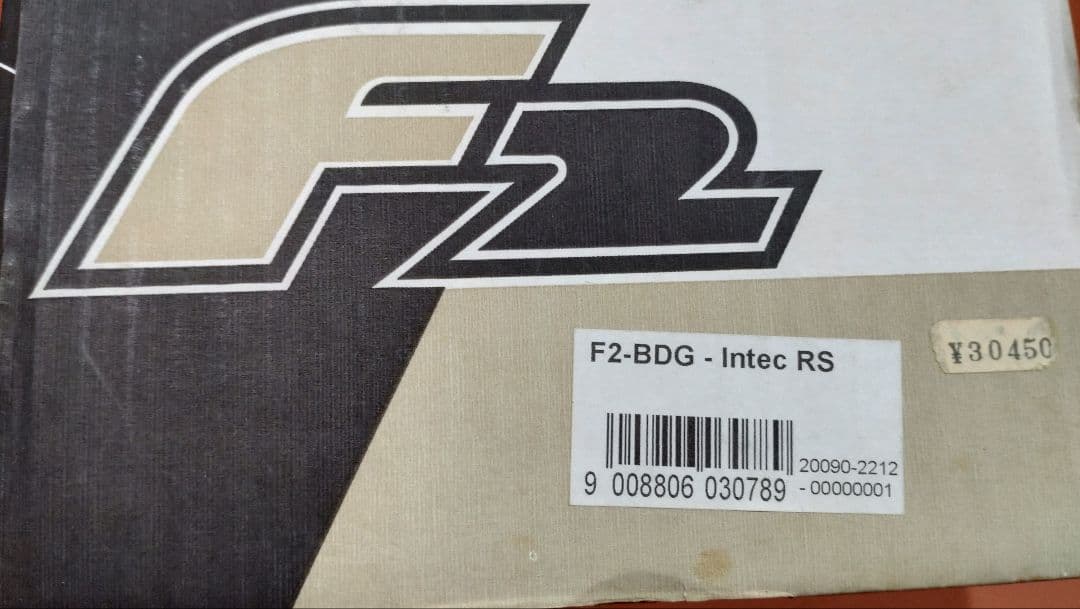 F2
F2-BDG - Intec RS
¥30450
20090-2212
9 008806 030789 - 00000001